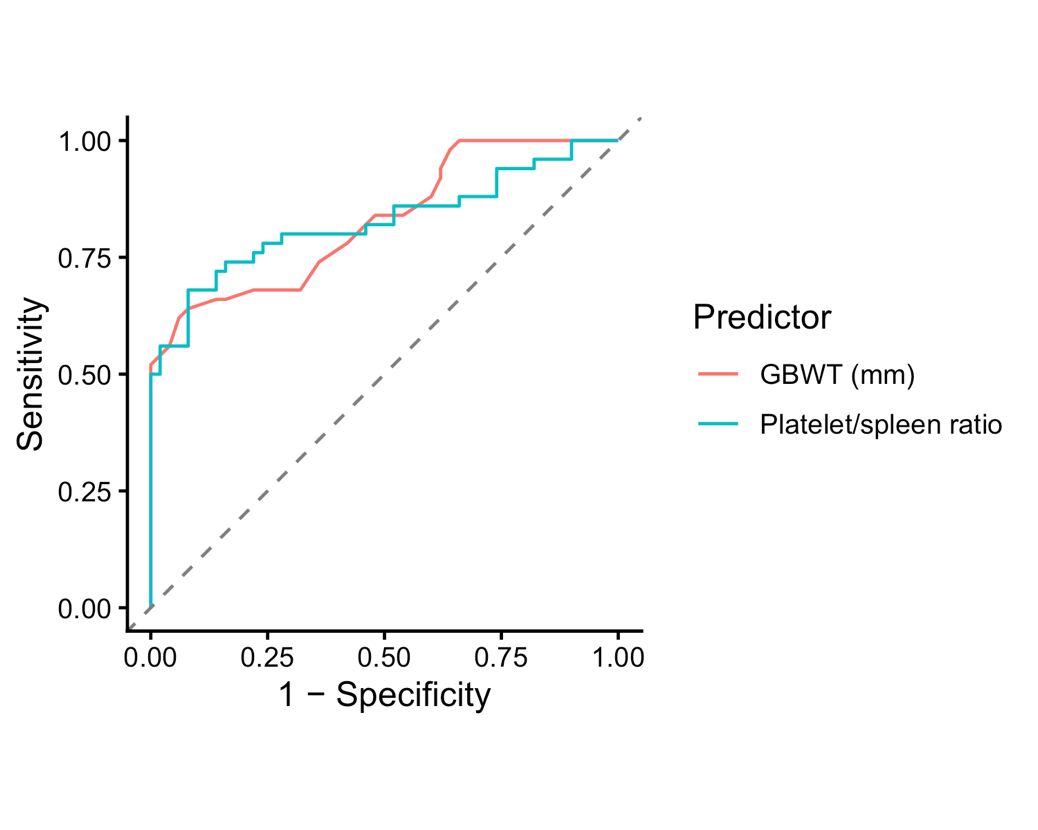 1.00
0.75
0.50
0.25
0.00
Sensitivity
0.00 0.25 0.50 0.75 1.00
1 − Specificity
Predictor
GBWT (mm)
Platelet/spleen ratio